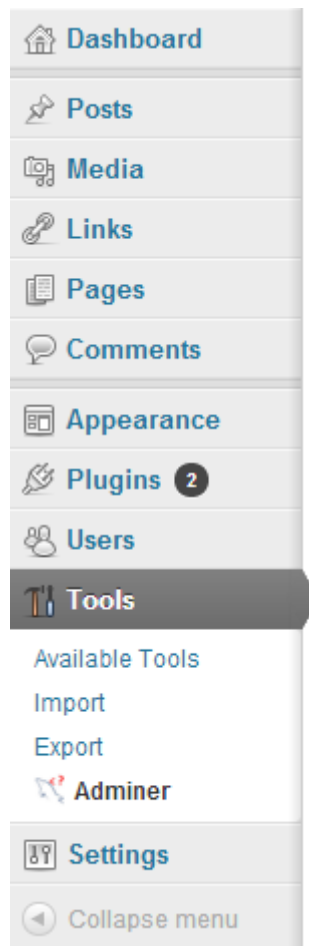 Dashboard
Posts
Media
Links
Pages
Comments
Appearance
Plugins 2
Users
Tools
Available Tools
Import
Export
Adminer
Settings
Collapse menu